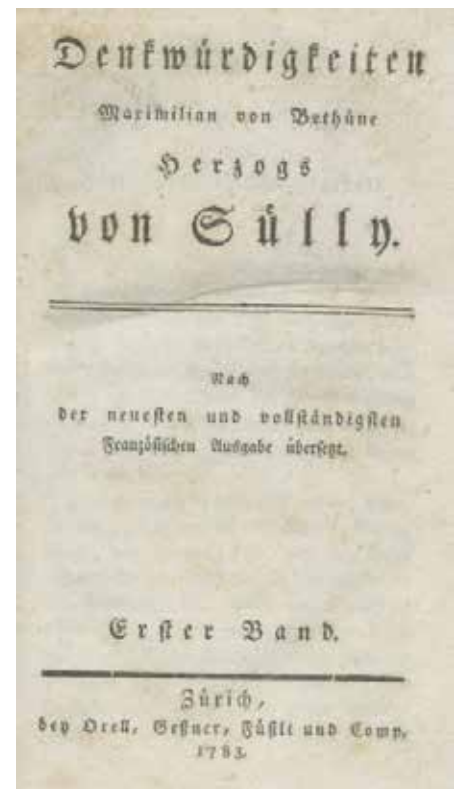 Denkwürdigkeiten
Maximilian von Bethüne
Herzogs
von Sülly.
Nach
der neuesten und vollständigsten
Französischen Ausgabe übersetzt.
Erster Band.
Zürich,
bey Orell, Geßner, Füßli und Comp.
1783.